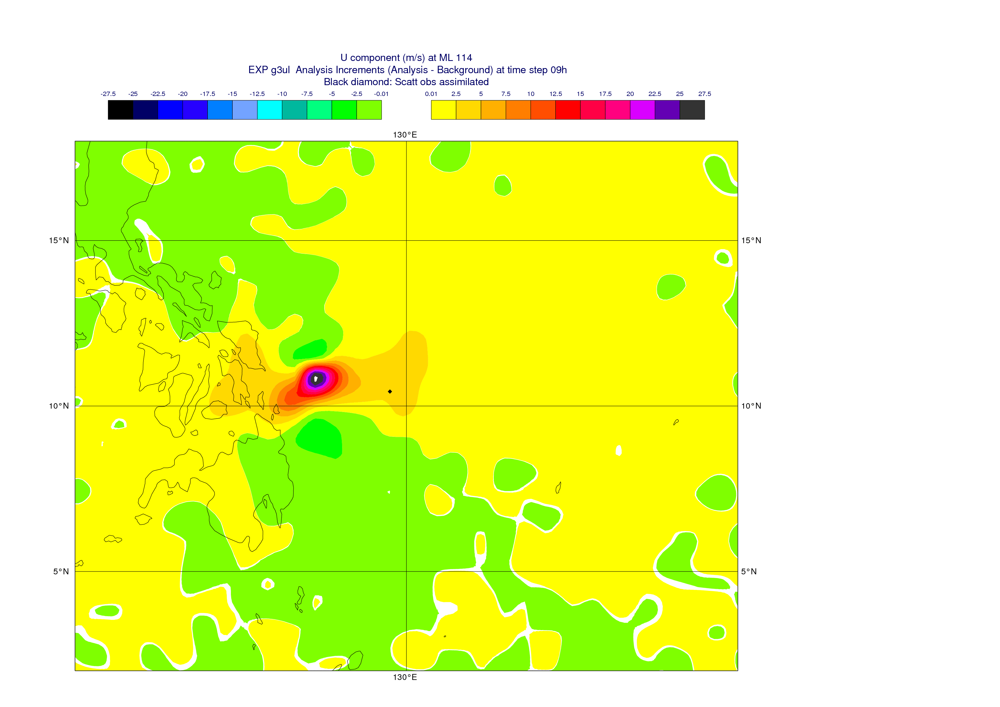 U component (m/s) at ML 114
EXP g3ul  Analysis Increments (Analysis - Background) at time step 09h
Black diamond: Scatt obs assimilated
-27.5 -25 -22.5 -20 -17.5 -15 -12.5 -10 -7.5 -5 -2.5 -0.01 0.01 2.5 5 7.5 10 12.5 15 17.5 20 22.5 25 27.5
130°E
15°N 15°N
10°N 10°N
5°N 5°N
130°E